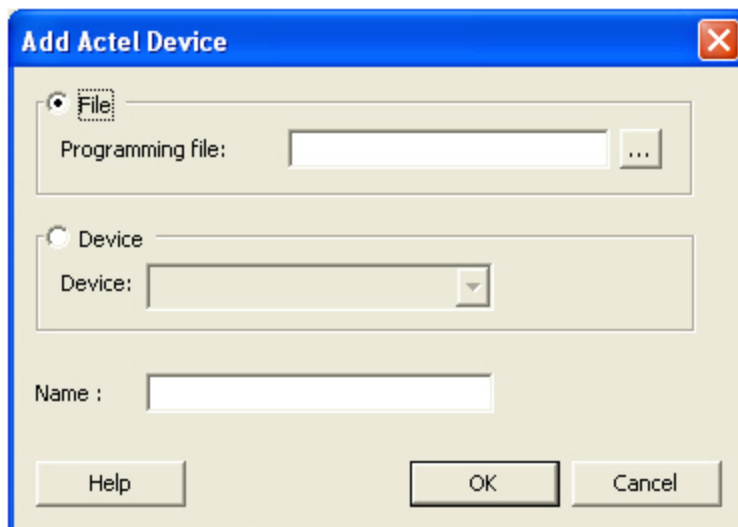 Add Actel Device
File
Programming file:
...
Device
Device:
Name :
Help
OK
Cancel